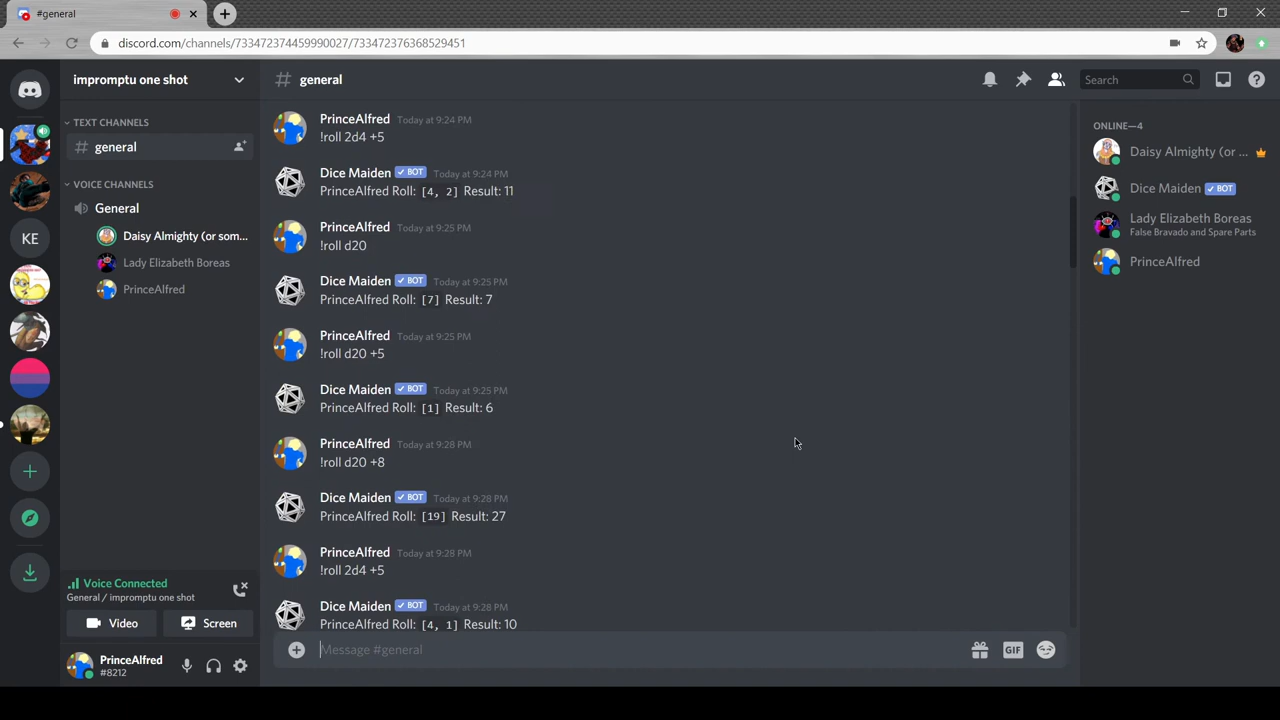 #general
discord.com/channels/733472374459990027/733472376368529451
impromptu one shot
general
Search
TEXT CHANNELS
general
VOICE CHANNELS
General
Daisy Almighty (or som...
Lady Elizabeth Boreas
PrinceAlfred
KE
Voice Connected
General / impromptu one shot
Video
Screen
PrinceAlfred
#8212
PrinceAlfred Today at 9:24 PM
!roll 2d4 +5
Dice Maiden BOT Today at 9:24 PM
PrinceAlfred Roll: [4, 2] Result: 11
PrinceAlfred Today at 9:25 PM
!roll d20
Dice Maiden BOT Today at 9:25 PM
PrinceAlfred Roll: [7] Result: 7
PrinceAlfred Today at 9:25 PM
!roll d20 +5
Dice Maiden BOT Today at 9:25 PM
PrinceAlfred Roll: [1] Result: 6
PrinceAlfred Today at 9:28 PM
!roll d20 +8
Dice Maiden BOT Today at 9:28 PM
PrinceAlfred Roll: [19] Result: 27
PrinceAlfred Today at 9:28 PM
!roll 2d4 +5
Dice Maiden BOT Today at 9:28 PM
PrinceAlfred Roll: [4, 1] Result: 10
Message #general
GIF
ONLINE—4
Daisy Almighty (or ...
Dice Maiden BOT
Lady Elizabeth Boreas
False Bravado and Spare Parts
PrinceAlfred